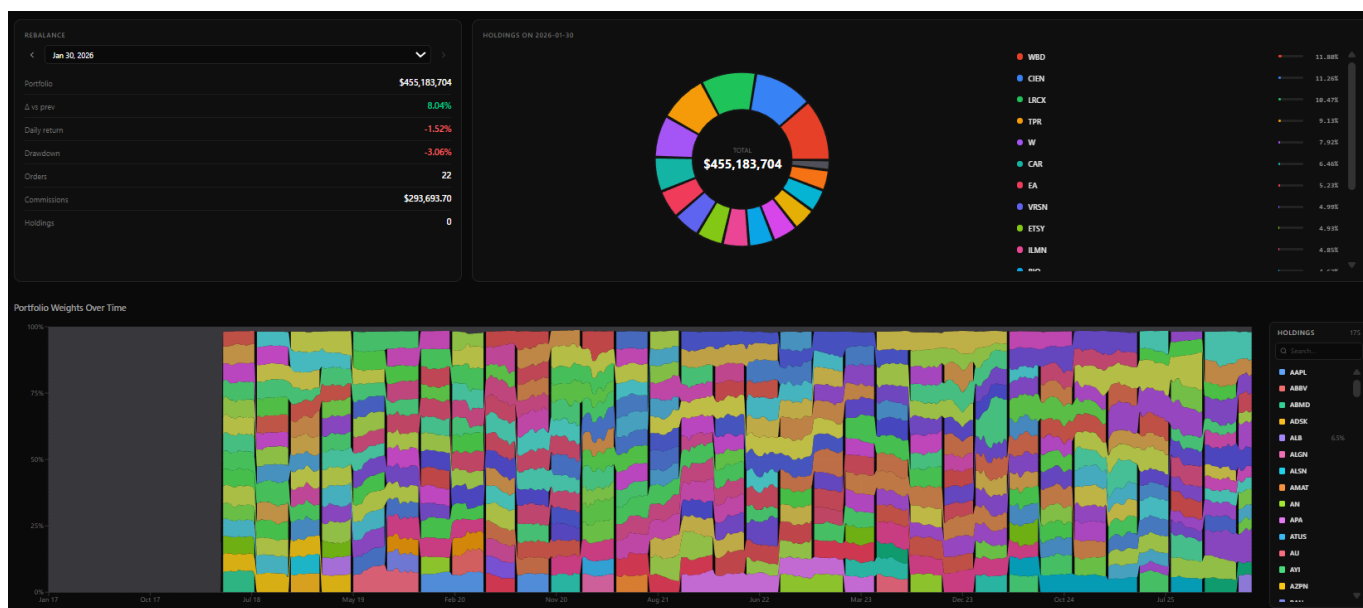 REBALANCE
Jan 30, 2026
Portfolio $455,183,704
Δ vs prev 8.04%
Daily return -1.52%
Drawdown -3.06%
Orders 22
Commissions $293,693.70
Holdings 0
HOLDINGS ON 2026-01-30
TOTAL
$455,183,704
WBD 11.88%
CIEN 11.26%
LRCX 10.47%
TPR 9.13%
W 7.92%
CAR 6.46%
EA 5.23%
VRSN 4.99%
ETSY 4.93%
ILMN 4.85%
Portfolio Weights Over Time
100%
75%
50%
25%
0%
Jan 17 Oct 17 Jul 18 May 19 Feb 20 Nov 20 Aug 21 Jun 22 Mar 23 Dec 23 Oct 24 Jul 25
HOLDINGS 175
Search...
AAPL
ABBV
ABMD
ADSK
ALB 6.5%
ALGN
ALSN
AMAT
AN
APA
ATUS
AU
AYI
AZPN